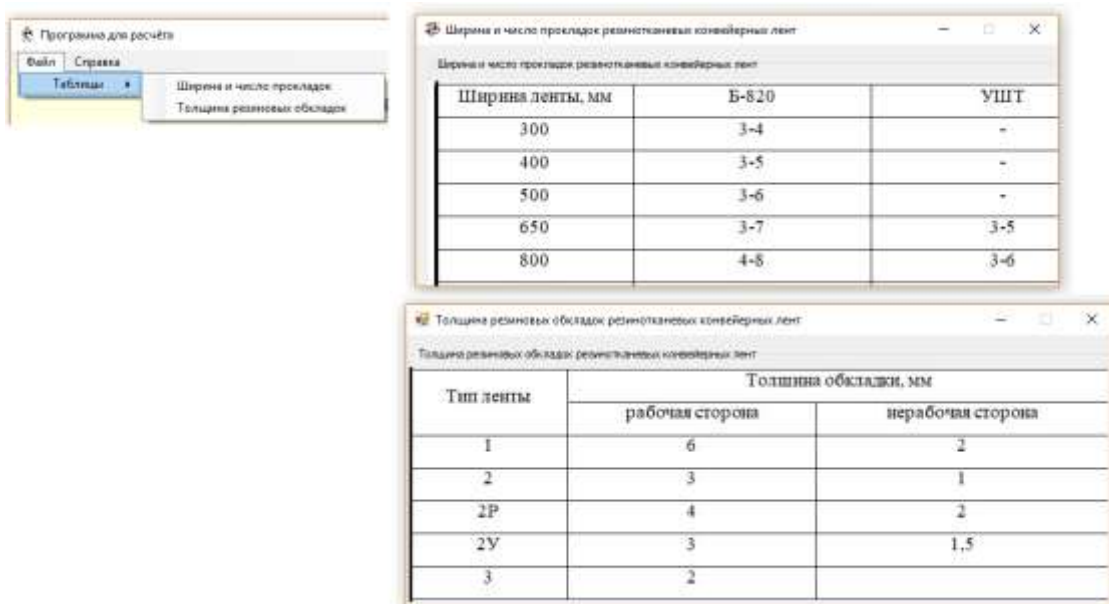 Программа для расчёта
Файл Справка
Таблицы
Ширина и число прокладок
Толщина резиновых обкладок
Ширина и число прокладок резинотканевых конвейерных лент
Ширина и число прокладок резинотканевых конвейерных лент
Ширина ленты, мм Б-820 УШТ
300 3-4 -
400 3-5 -
500 3-6 -
650 3-7 3-5
800 4-8 3-6
Толщина резиновых обкладок резинотканевых конвейерных лент
Толщина резиновых обкладок резинотканевых конвейерных лент
Тип ленты Толщина обкладки, мм
рабочая сторона нерабочая сторона
1 6 2
2 3 1
2Р 4 2
2У 3 1,5
3 2